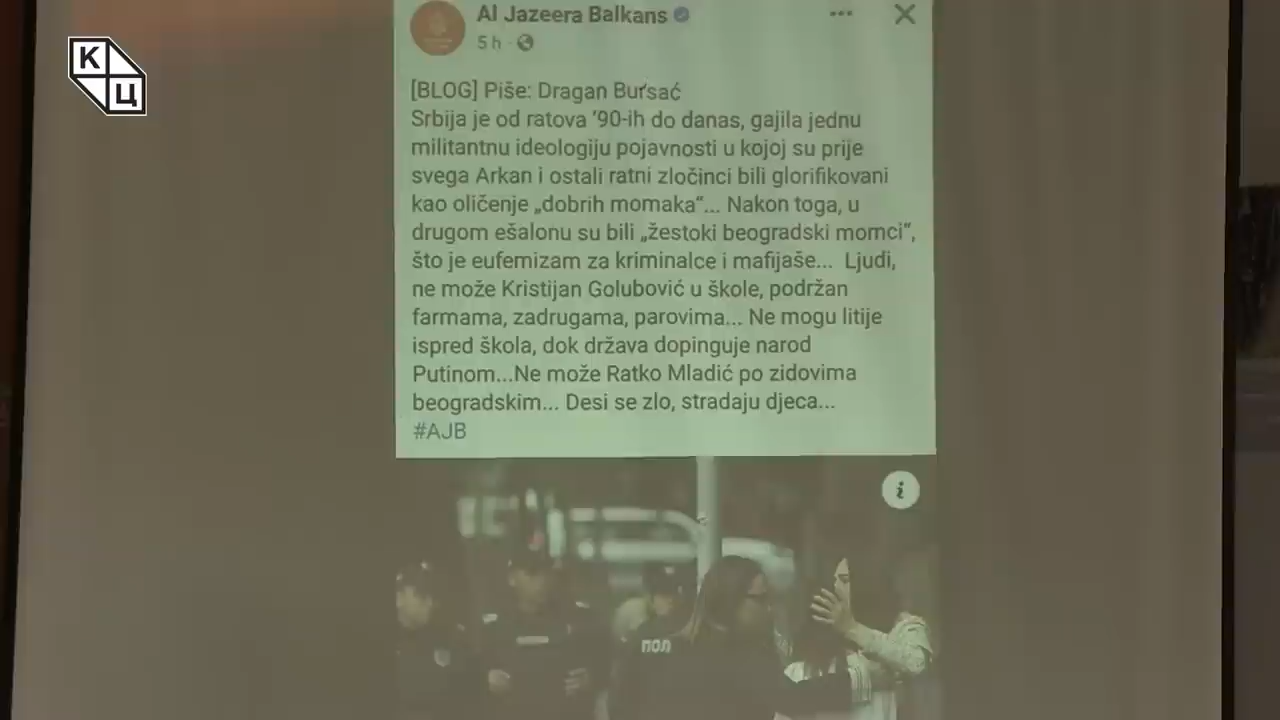 К
Ц
Al Jazeera Balkans
5 h ·
[BLOG] Piše: Dragan Bursać
Srbija je od ratova '90-ih do danas, gajila jednu
militantnu ideologiju pojavnosti u kojoj su prije
svega Arkan i ostali ratni zločinci bili glorifikovani
kao oličenje „dobrih momaka“... Nakon toga, u
drugom ešalonu su bili „žestoki beogradski momci“,
što je eufemizam za kriminalce i mafijaše... Ljudi,
ne može Kristijan Golubović u škole, podržan
farmama, zadrugama, parovima... Ne mogu litije
ispred škola, dok država dopinguje narod
Putinom...Ne može Ratko Mladić po zidovima
beogradskim... Desi se zlo, stradaju djeca...
#AJB
i
ПОЛ